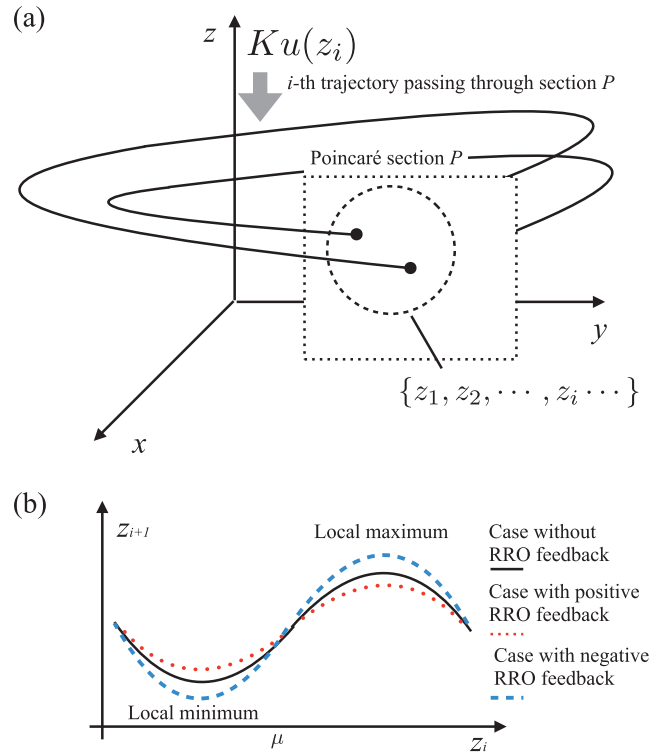 (a)
z
Ku(z_i)
i-th trajectory passing through section P
Poincaré section P
y
{z_1, z_2, ⋯ , z_i ⋯}
x
(b)
z_{i+1}
Local maximum
Case without
RRO feedback
Case with positive
RRO feedback
Case with negative
RRO feedback
Local minimum
μ
z_i